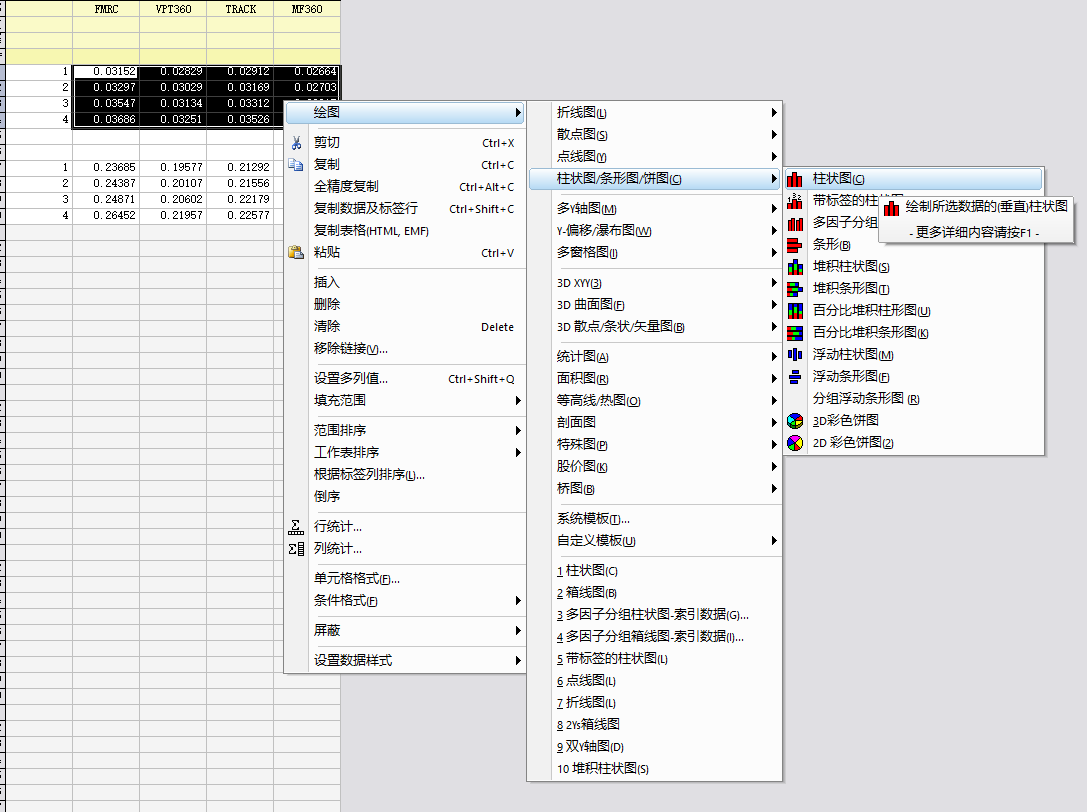 FMRC VPT360 TRACK MF360
1 0.03152 0.02829 0.02912 0.02664
2 0.03297 0.03029 0.03169 0.02703
3 0.03547 0.03134 0.03312
4 0.03686 0.03251 0.03526
1 0.23685 0.19577 0.21292
2 0.24387 0.20107 0.21556
3 0.24871 0.20602 0.22179
4 0.26452 0.21957 0.22577
绘图
剪切 Ctrl+X
复制 Ctrl+C
全精度复制 Ctrl+Alt+C
复制数据及标签行 Ctrl+Shift+C
复制表格(HTML, EMF)
粘贴 Ctrl+V
插入
删除
清除 Delete
移除链接(V)...
设置多列值... Ctrl+Shift+Q
填充范围
范围排序
工作表排序
根据标签列排序(L)...
倒序
行统计...
列统计...
单元格格式(F)...
条件格式(F)
屏蔽
设置数据样式
折线图(L)
散点图(S)
点线图(Y)
柱状图/条形图/饼图(C)
多Y轴图(M)
Y-偏移/瀑布图(W)
多窗格图(I)
3D XYY(3)
3D 曲面图(F)
3D 散点/条状/矢量图(B)
统计图(A)
面积图(R)
等高线/热图(O)
剖面图
特殊图(P)
股价图(K)
桥图(B)
系统模板(T)...
自定义模板(U)
1 柱状图(C)
2 箱线图(B)
3 多因子分组柱状图-索引数据(G)...
4 多因子分组箱线图-索引数据(I)...
5 带标签的柱状图(L)
6 点线图(L)
7 折线图(L)
8 2Ys箱线图
9 双Y轴图(D)
10 堆积柱状图(S)
柱状图(C)
带标签的柱状图
多因子分组
条形(B)
堆积柱状图(S)
堆积条形图(T)
百分比堆积柱形图(U)
百分比堆积条形图(K)
浮动柱状图(M)
浮动条形图(F)
分组浮动条形图 (R)
3D彩色饼图
2D 彩色饼图(2)
绘制所选数据的(垂直)柱状图
- 更多详细内容请按F1 -